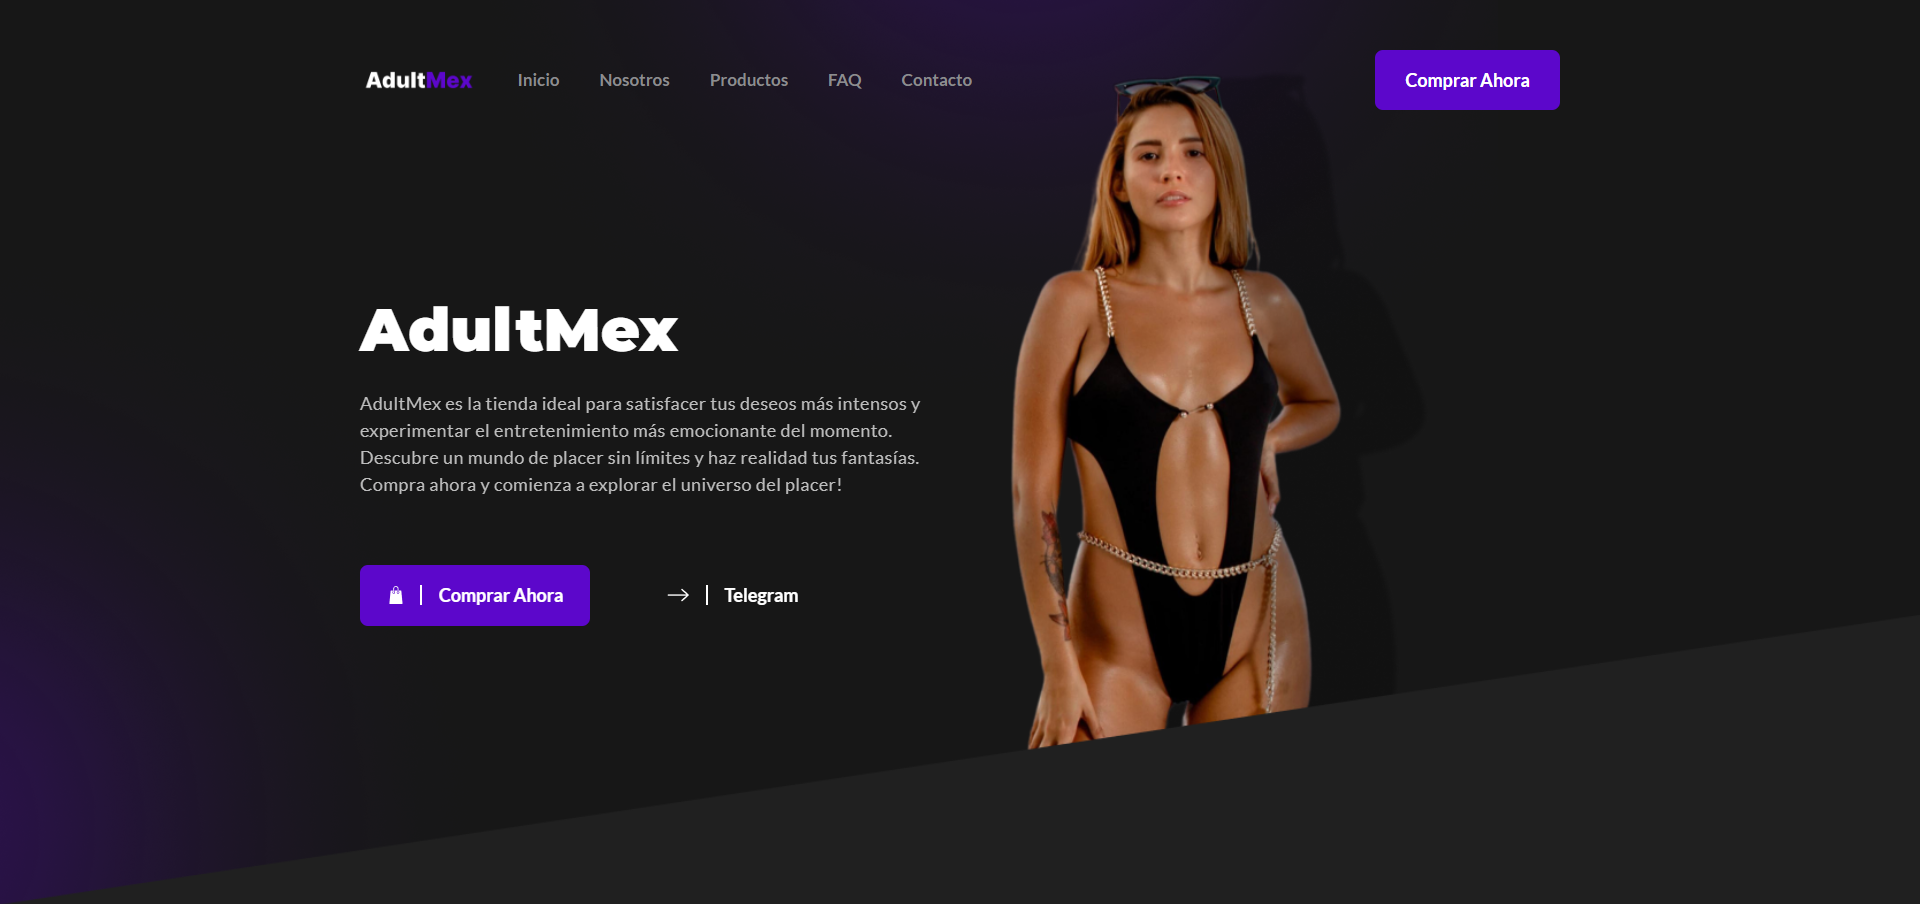 AdultMex
Inicio
Nosotros
Productos
FAQ
Contacto
Comprar Ahora
AdultMex
AdultMex es la tienda ideal para satisfacer tus deseos más intensos y
experimentar el entretenimiento más emocionante del momento.
Descubre un mundo de placer sin límites y haz realidad tus fantasías.
Compra ahora y comienza a explorar el universo del placer!
Comprar Ahora
Telegram